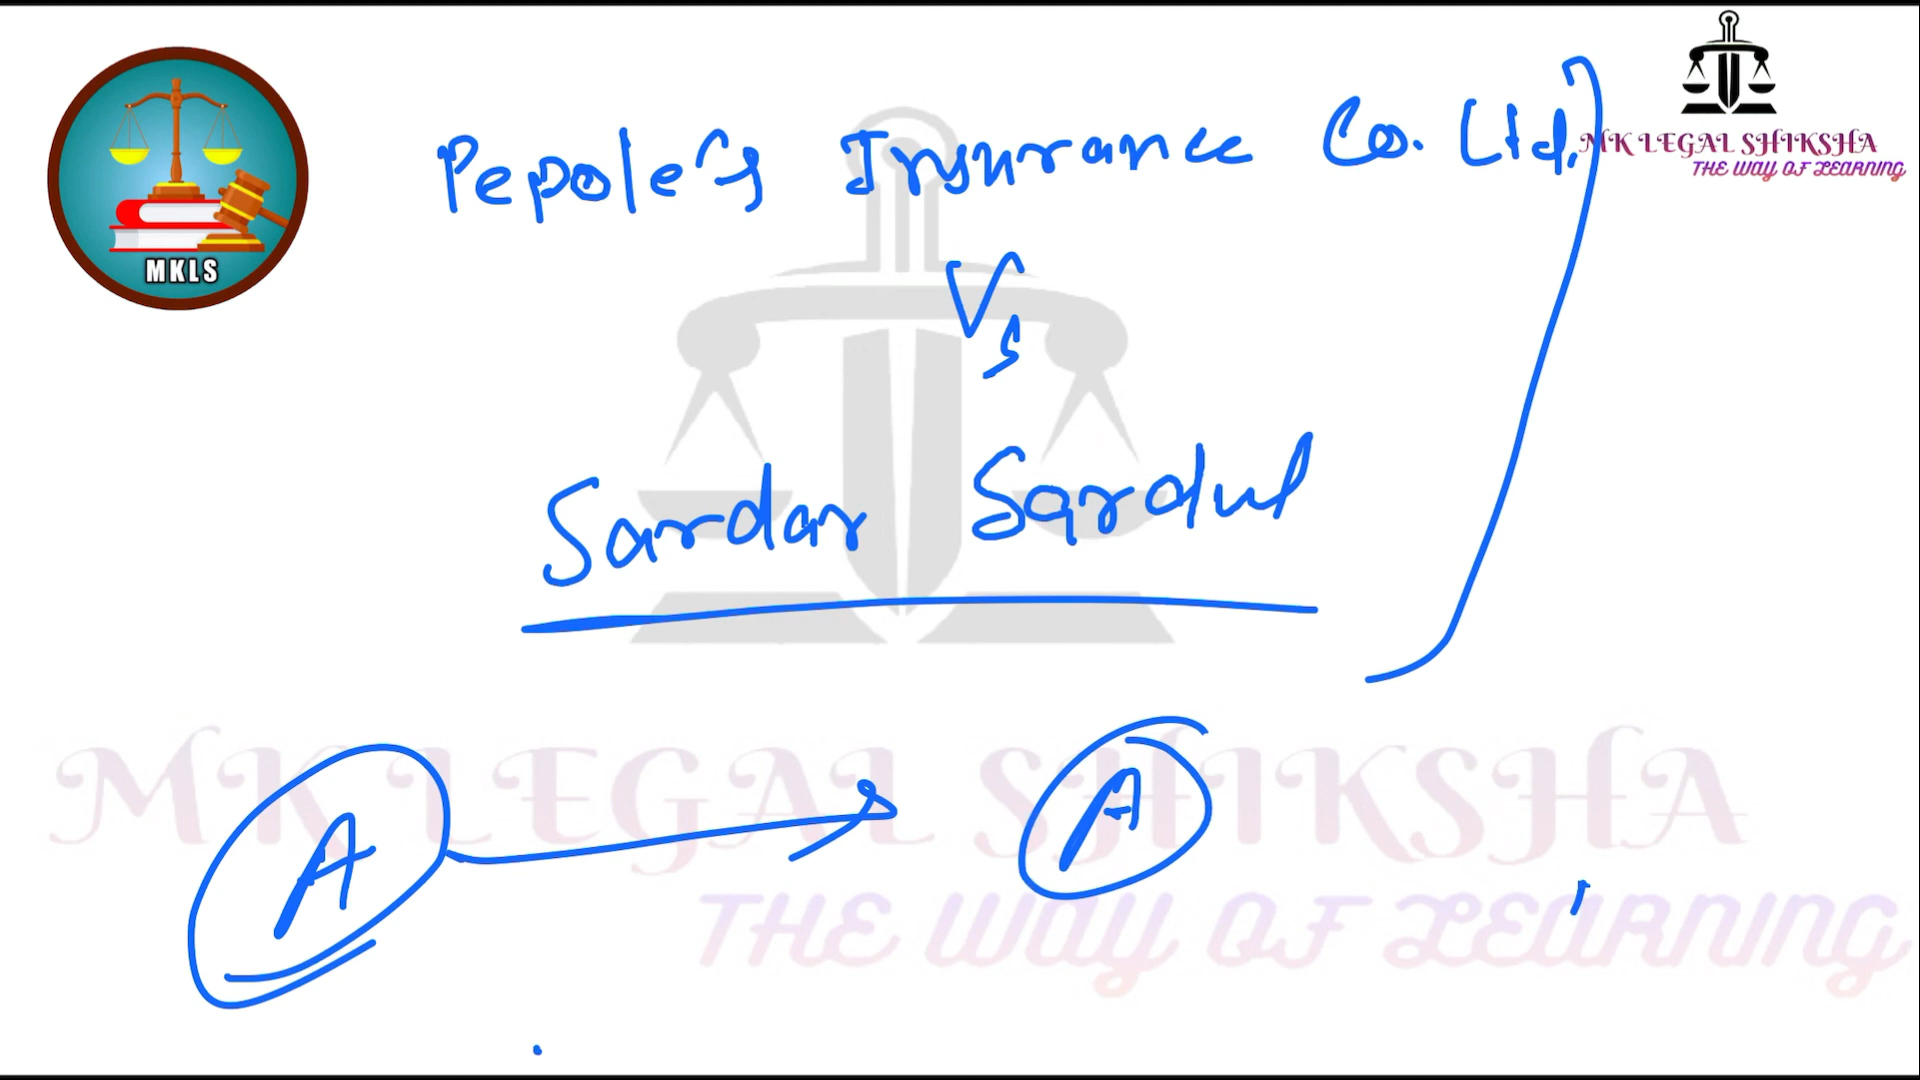 MK LEGAL SHIKSHA
THE WAY OF LEARNING
MKLS
Pepole's Insurance Co. Ltd.
Vs
Sardar Sardul
A
A
MK LEGAL SHIKSHA
THE WAY OF LEARNING